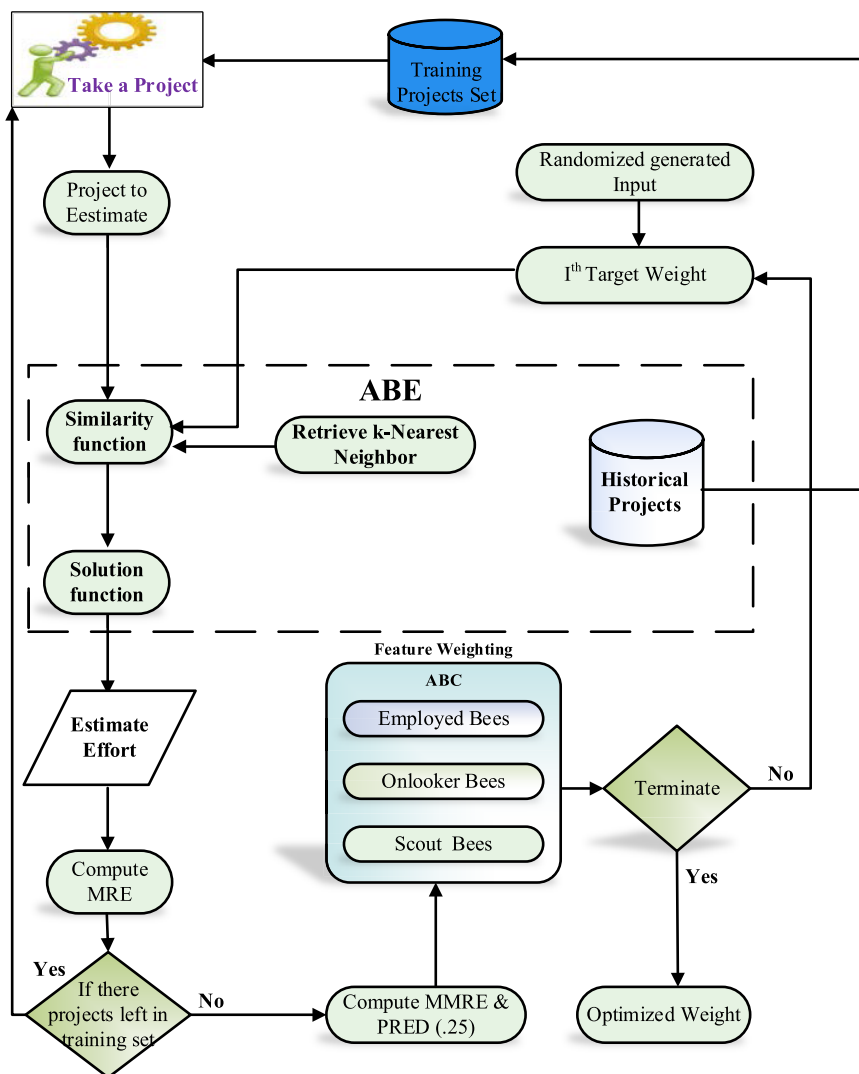 Take a Project
Training
Projects Set
Randomized generated
Input
Project to
Eestimate
I^th Target Weight
ABE
Similarity
function
Retrieve k-Nearest
Neighbor
Historical
Projects
Solution
function
Feature Weighting
ABC
Employed Bees
Onlooker Bees
Scout Bees
Estimate
Effort
Terminate
No
Yes
Compute
MRE
Yes
If there
projects left in
training set
No
Compute MMRE &
PRED (.25)
Optimized Weight